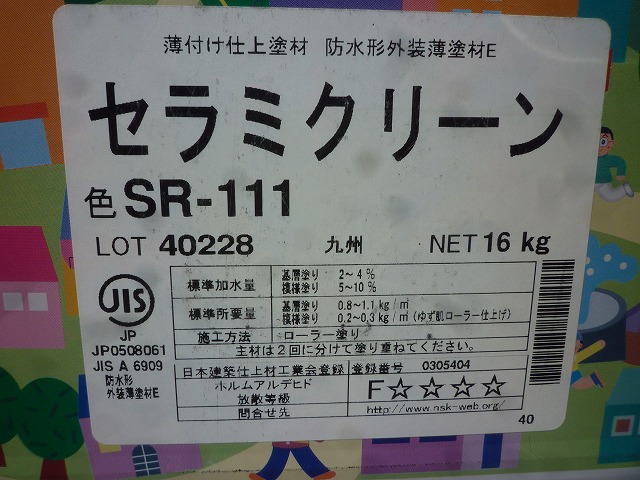 薄付け仕上塗材 防水形外装薄塗材E
セラミクリーン
色 SR-111
LOT 40228 九州 NET 16 kg
JIS
JP
JP0508061
JIS A 6909
防水形
外装薄塗材E
標準加水量 基層塗り 2～4%
模様塗り 5～10%
標準所要量 基層塗り 0.8～1.1kg/㎡
模様塗り 0.2～0.3kg/㎡(ゆず肌ローラー仕上げ)
施工方法 ローラー塗り
主材は2回に分けて塗り重ねてください。
日本建築仕上材工業会登録 登録番号 0305404
ホルムアルデヒド
放散等級 F☆☆☆☆
問合せ先 http://www.nsk-web.org/
40